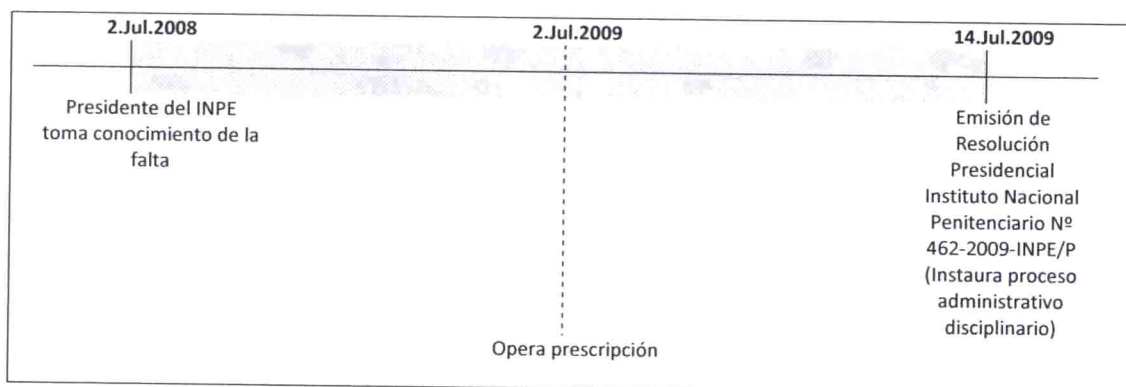 2.Jul.2008
2.Jul.2009
14.Jul.2009
Presidente del INPE
toma conocimiento de la
falta
Emisión de
Resolución
Presidencial
Instituto Nacional
Penitenciario Nº
462-2009-INPE/P
(Instaura proceso
administrativo
disciplinario)
Opera prescripción